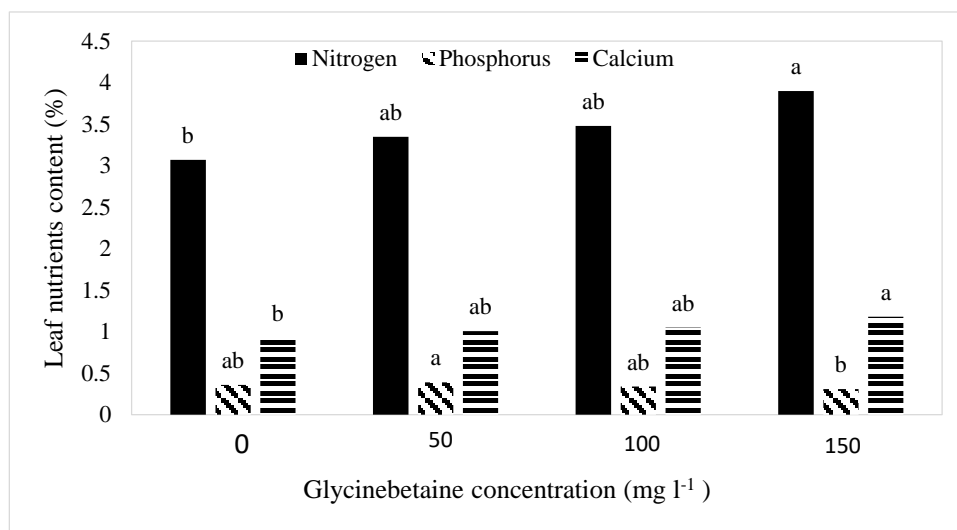 4.5
4
3.5
3
2.5
2
1.5
1
0.5
0
Leaf nutrients content (%)
Nitrogen Phosphorus Calcium
b ab b
ab a ab
ab ab ab
a b a
0 50 100 150
Glycinebetaine concentration (mg l⁻¹ )